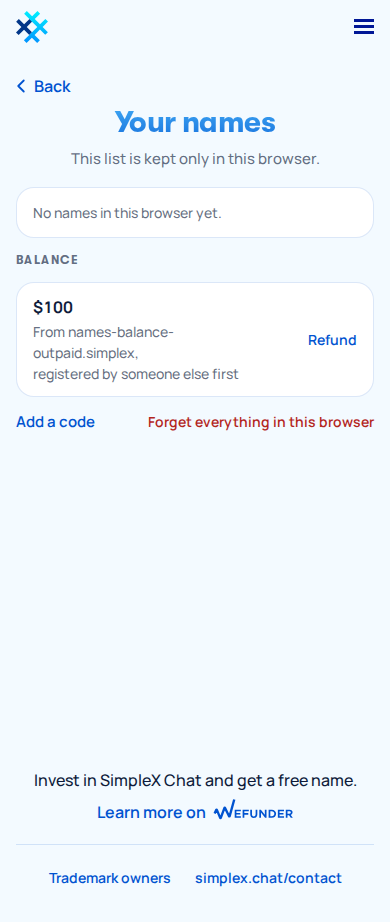 Back
Your names
This list is kept only in this browser.
No names in this browser yet.
BALANCE
$100
From names-balance-
outpaid.simplex,
registered by someone else first
Refund
Add a code
Forget everything in this browser
Invest in SimpleX Chat and get a free name.
Learn more on WEFUNDER
Trademark owners
simplex.chat/contact